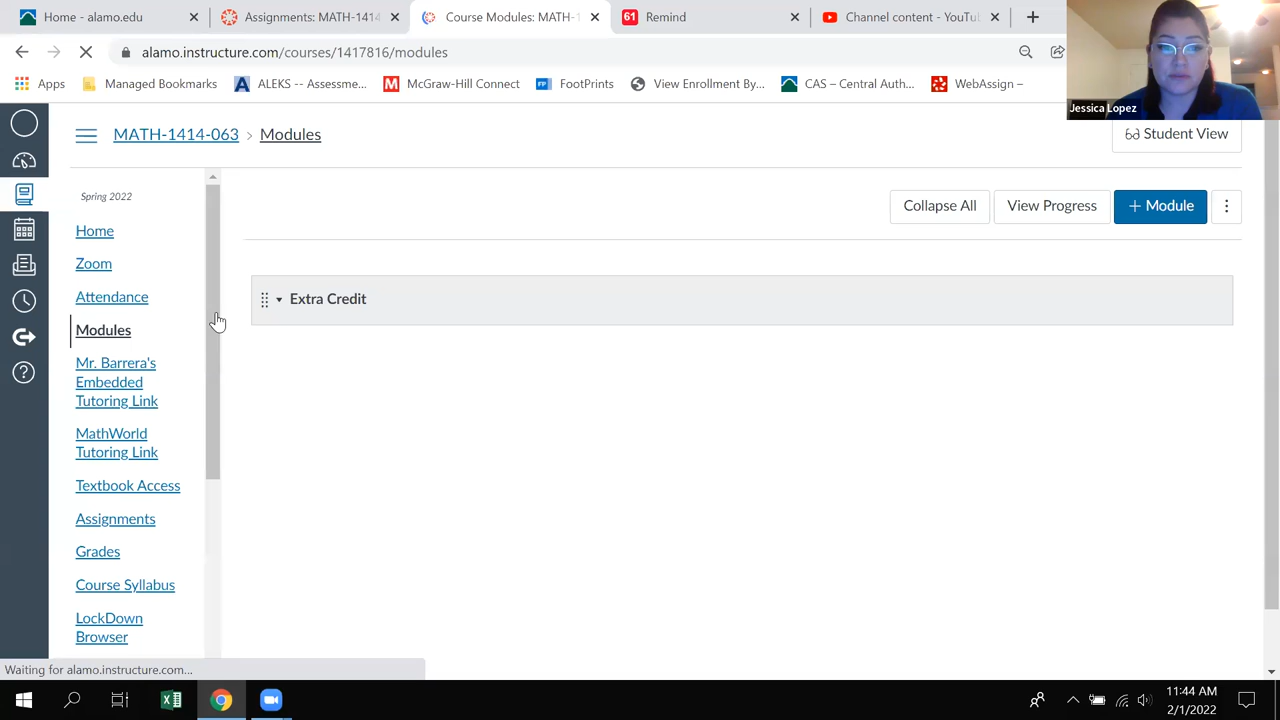 Home - alamo.edu
Assignments: MATH-1414
Course Modules: MATH-1
61
Remind
Channel content - YouTu
alamo.instructure.com/courses/1417816/modules
Apps
Managed Bookmarks
ALEKS -- Assessme...
McGraw-Hill Connect
FP
FootPrints
View Enrollment By...
CAS – Central Auth...
WebAssign –
Jessica Lopez
MATH-1414-063 > Modules
Student View
Spring 2022
Collapse All
View Progress
+ Module
Home
Zoom
Extra Credit
Attendance
Modules
Mr. Barrera's
Embedded
Tutoring Link
MathWorld
Tutoring Link
Textbook Access
Assignments
Grades
Course Syllabus
LockDown
Browser
Waiting for alamo.instructure.com...
11:44 AM
2/1/2022